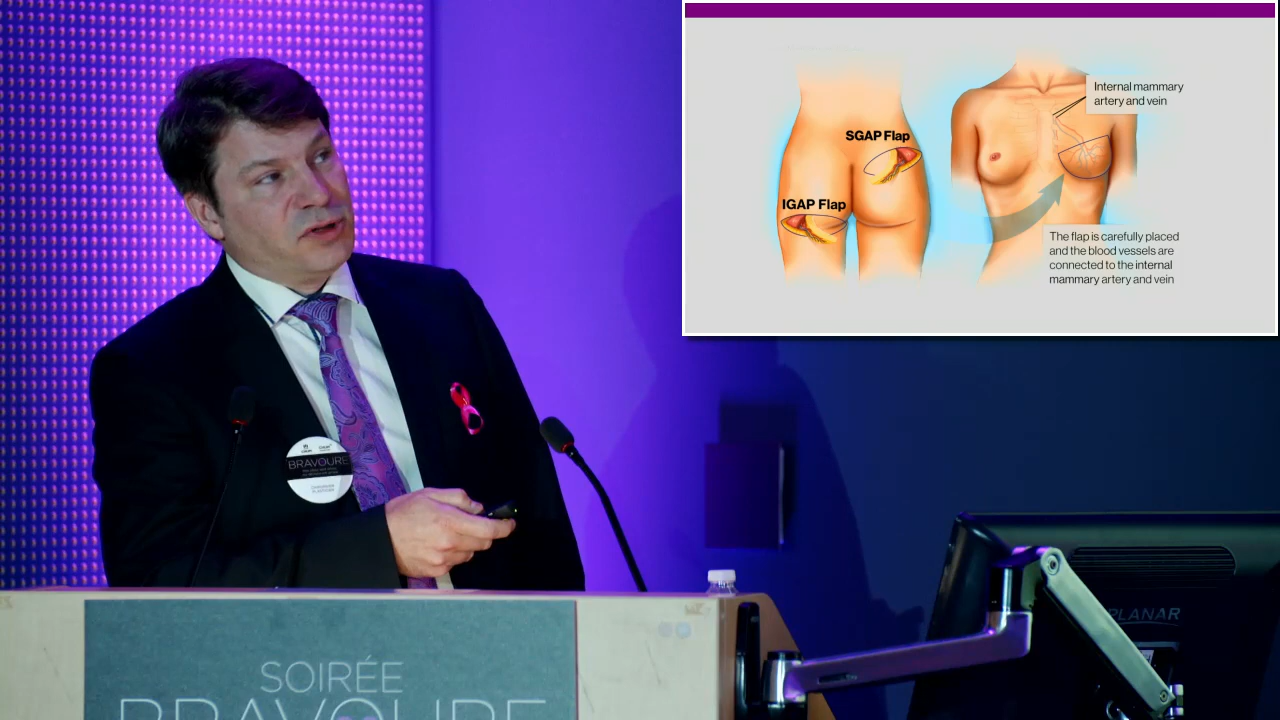 Internal mammary
artery and vein
SGAP Flap
IGAP Flap
The flap is carefully placed
and the blood vessels are
connected to the internal
mammary artery and vein
BRAVOURE
PLANAR
SOIRÉE
BRAVOURE